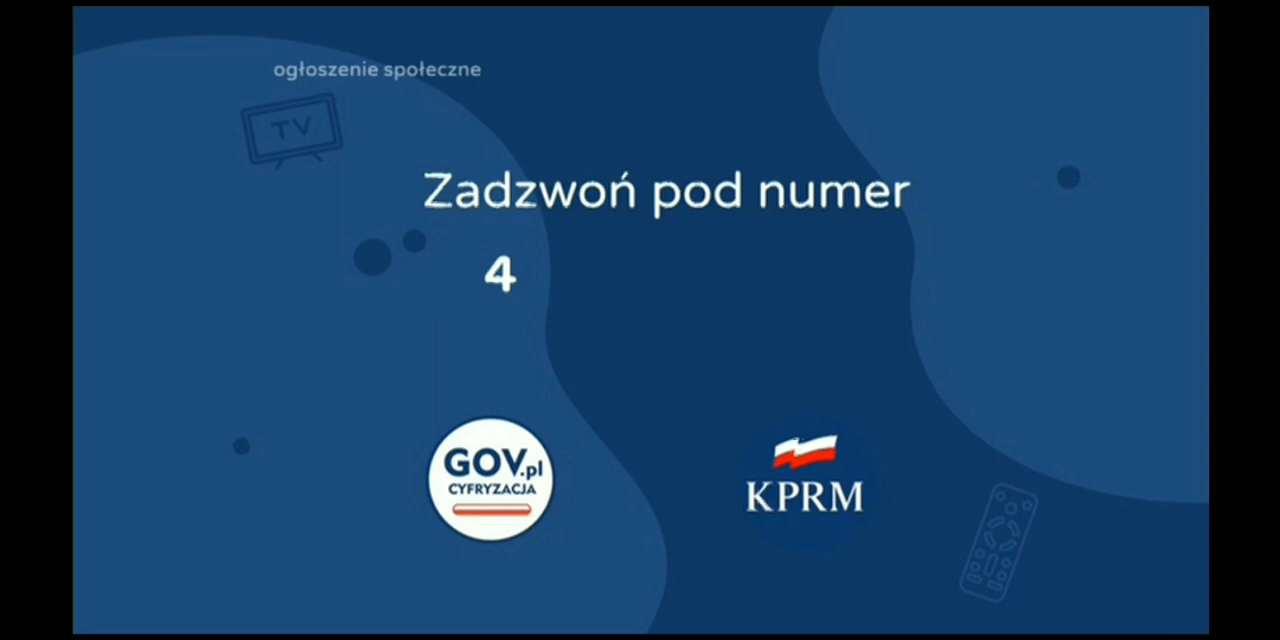 ogłoszenie społeczne
TV
Zadzwoń pod numer
4
GOV.pl
CYFRYZACJA
KPRM